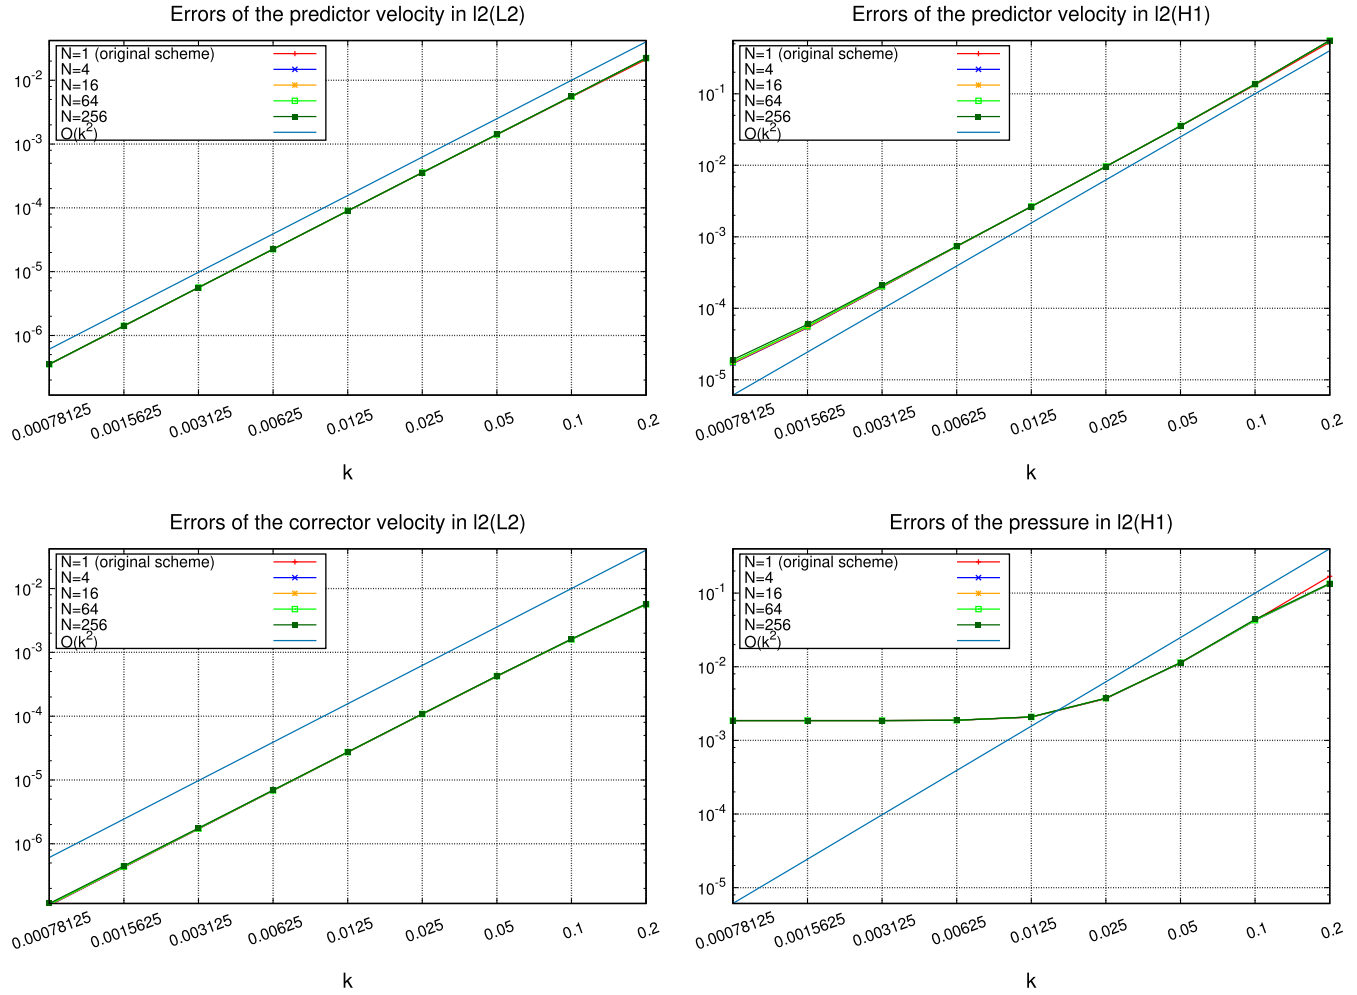 Errors of the predictor velocity in l2(L2)
N=1 (original scheme)
N=4
N=16
N=64
N=256
O(k^2)
10^-2
10^-3
10^-4
10^-5
10^-6
0.00078125 0.0015625 0.003125 0.00625 0.0125 0.025 0.05 0.1 0.2
k
Errors of the predictor velocity in l2(H1)
N=1 (original scheme)
N=4
N=16
N=64
N=256
O(k^2)
10^-1
10^-2
10^-3
10^-4
10^-5
0.00078125 0.0015625 0.003125 0.00625 0.0125 0.025 0.05 0.1 0.2
k
Errors of the corrector velocity in l2(L2)
N=1 (original scheme)
N=4
N=16
N=64
N=256
O(k^2)
10^-2
10^-3
10^-4
10^-5
10^-6
0.00078125 0.0015625 0.003125 0.00625 0.0125 0.025 0.05 0.1 0.2
k
Errors of the pressure in l2(H1)
N=1 (original scheme)
N=4
N=16
N=64
N=256
O(k^2)
10^-1
10^-2
10^-3
10^-4
10^-5
0.00078125 0.0015625 0.003125 0.00625 0.0125 0.025 0.05 0.1 0.2
k